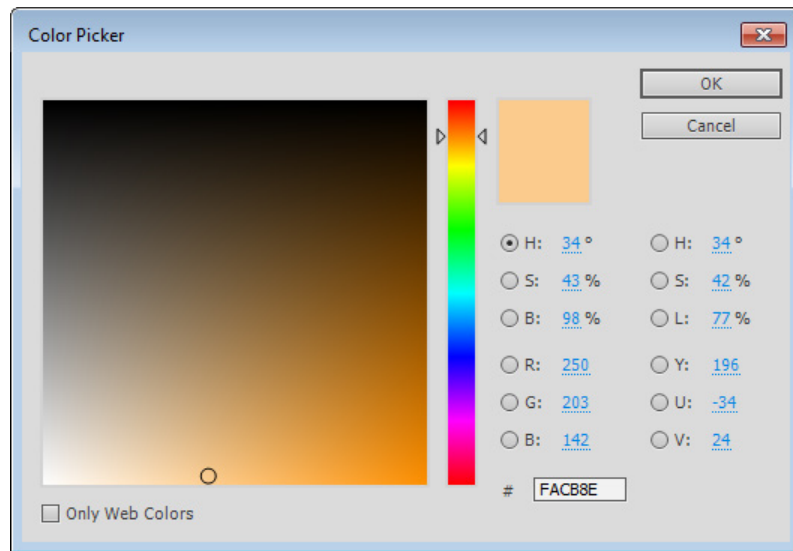 Color Picker
OK
Cancel
H: 34 °
H: 34 °
S: 43 %
S: 42 %
B: 98 %
L: 77 %
R: 250
Y: 196
G: 203
U: -34
B: 142
V: 24
# FACB8E
Only Web Colors